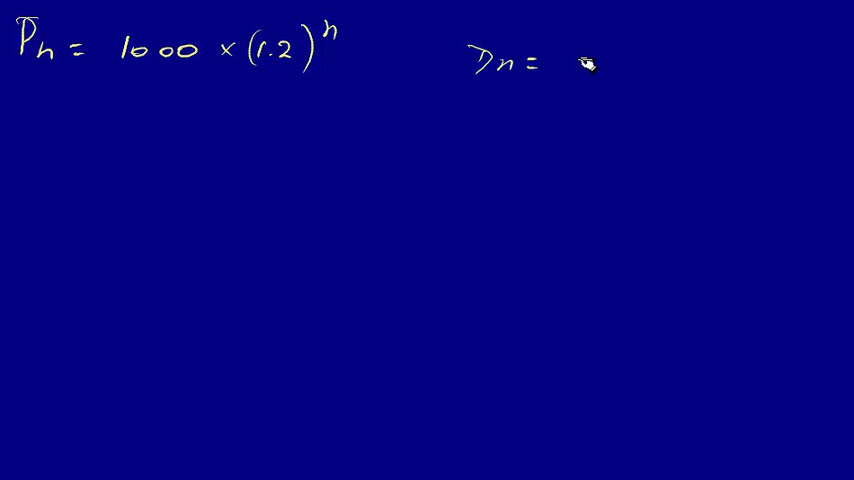 Pn = 1000 × (1.2)^n
Dn =